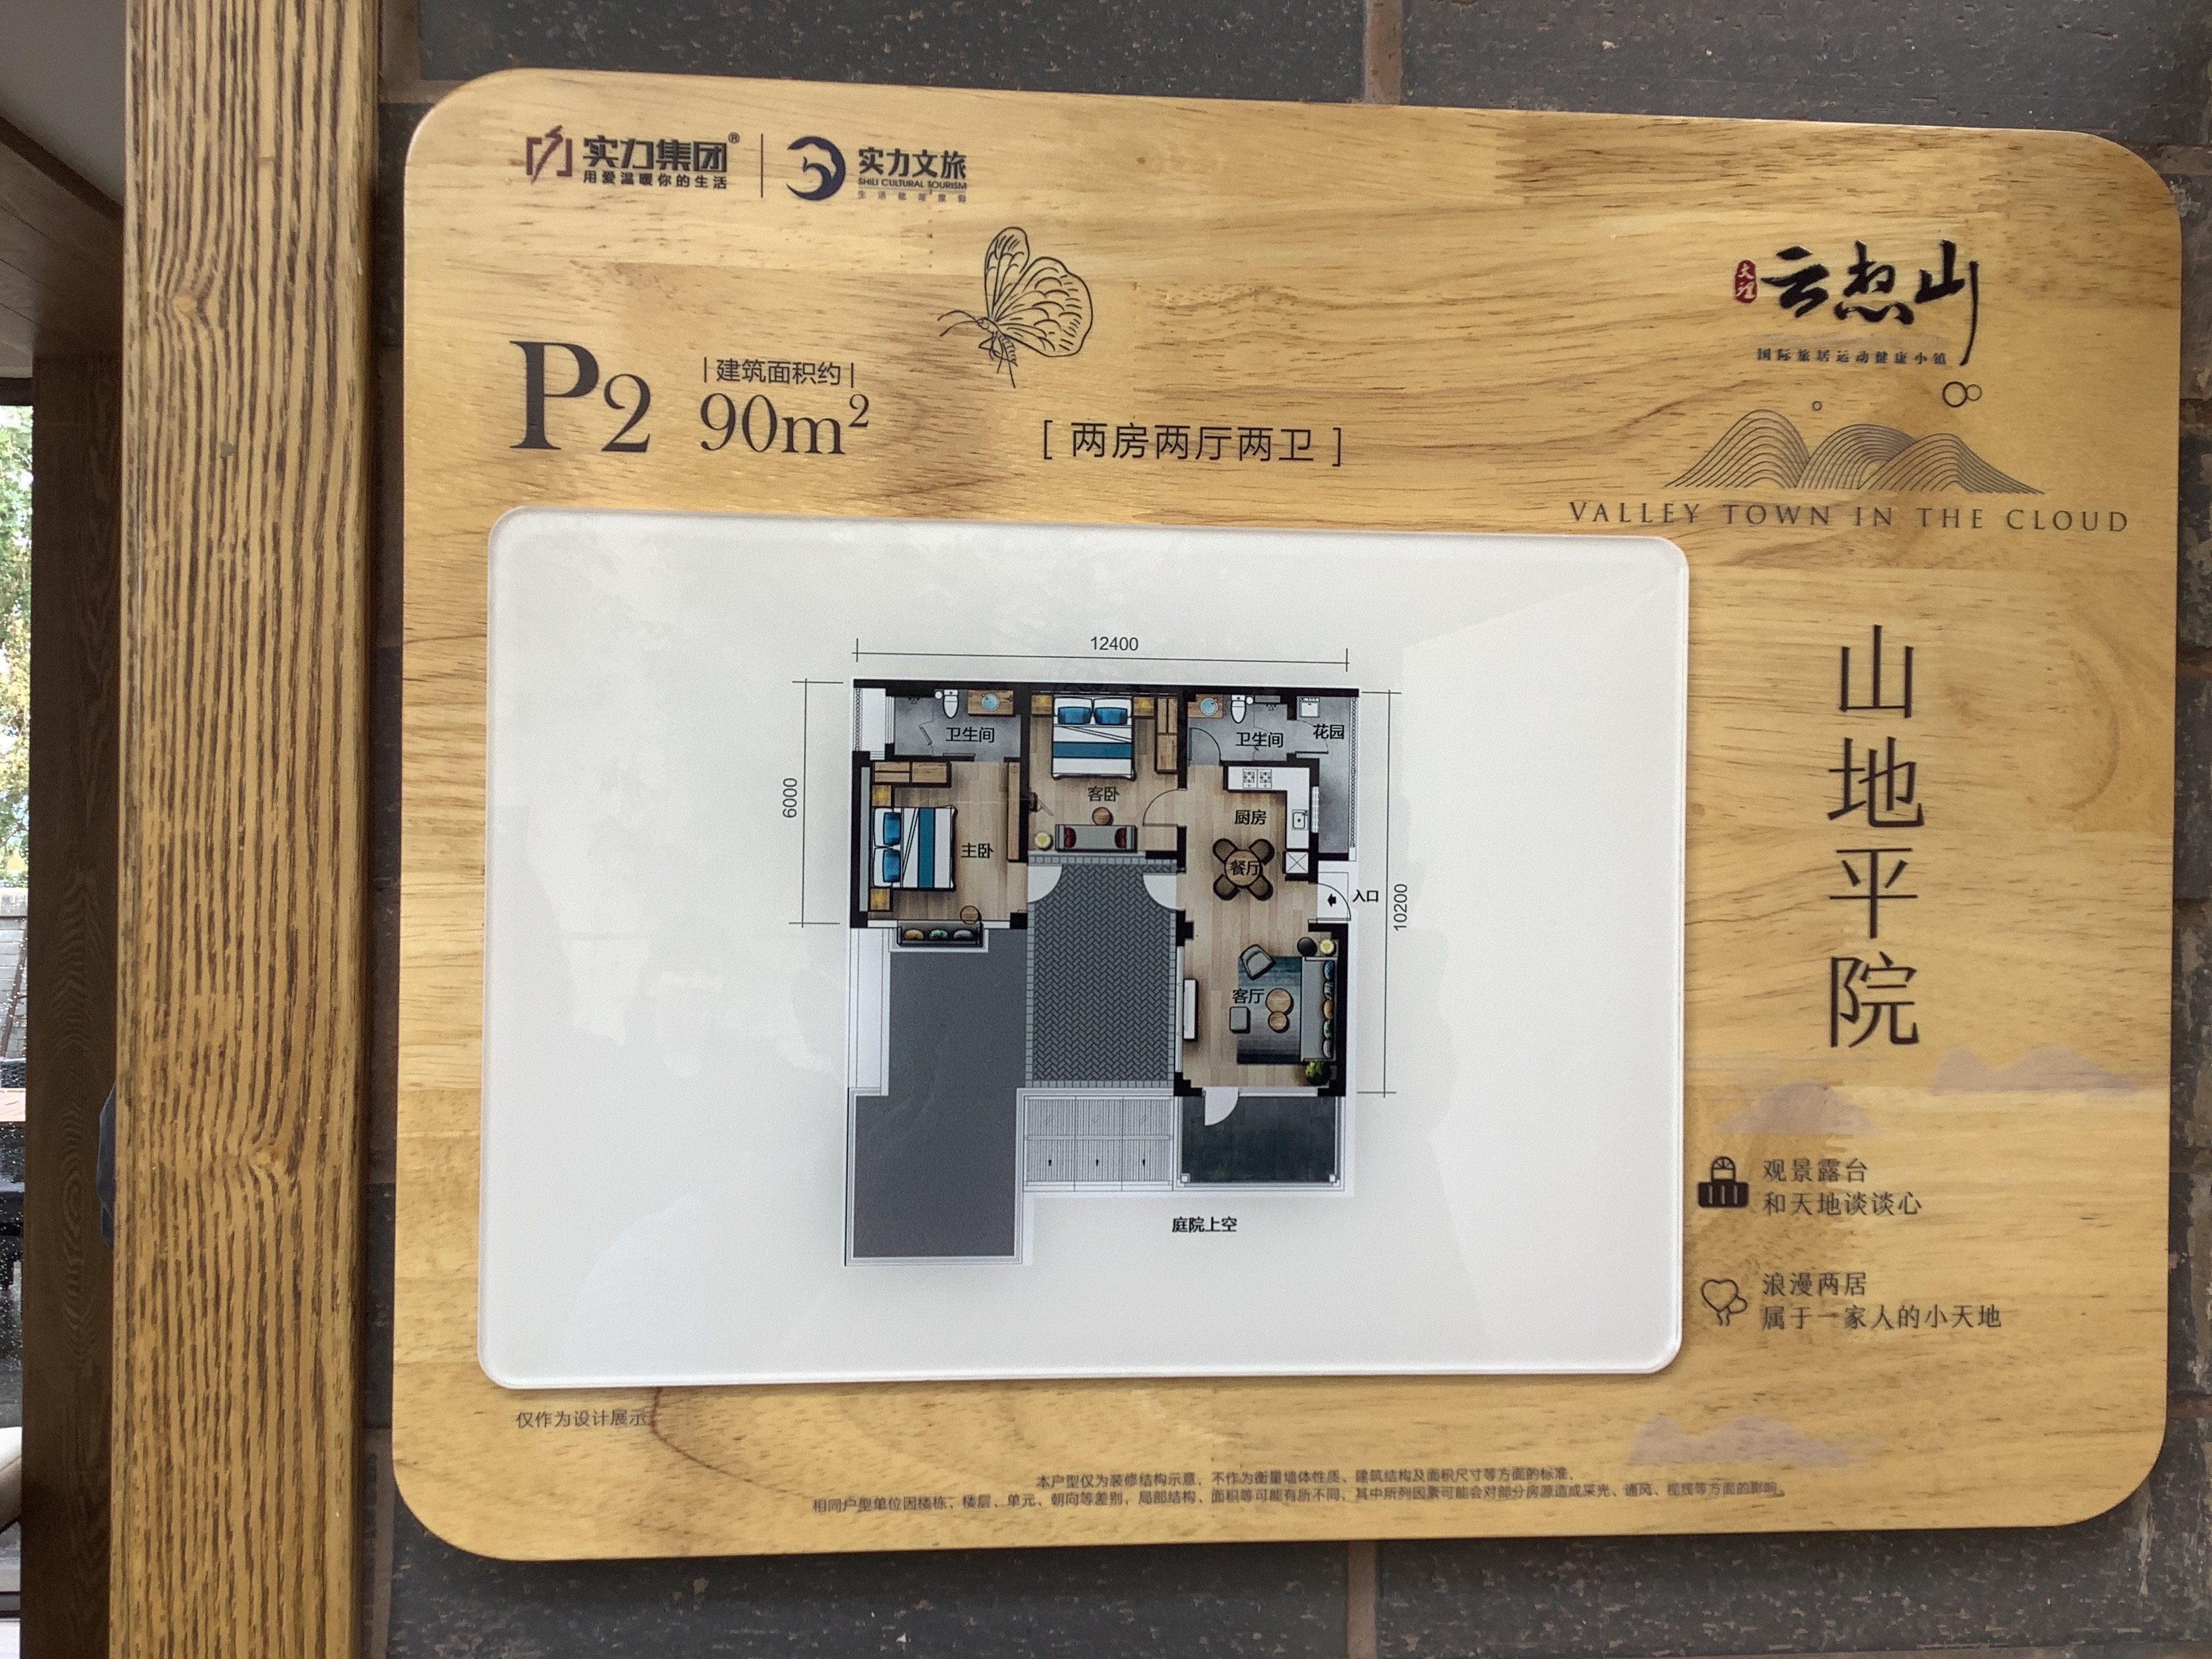 实力集团®
用爱温暖你的生活
实力文旅
SHILI CULTURAL TOURISM
大理
云想山
国际旅居运动健康小镇
VALLEY TOWN IN THE CLOUD
P2
建筑面积约
90m²
[ 两房两厅两卫 ]
12400
6000
10200
卫生间
客卧
卫生间
花园
厨房
主卧
餐厅
入口
客厅
庭院上空
山地平院
观景露台
和天地谈谈心
浪漫两居
属于一家人的小天地
仅作为设计展示
本户型仅为装修结构示意，不作为衡量墙体性质、建筑结构及面积尺寸等方面的标准，
相同户型单位因楼栋、楼层、单元、朝向等差别，局部结构、面积等可能有所不同，其中所列因素可能会对部分房源造成采光、通风、视线等方面的影响。